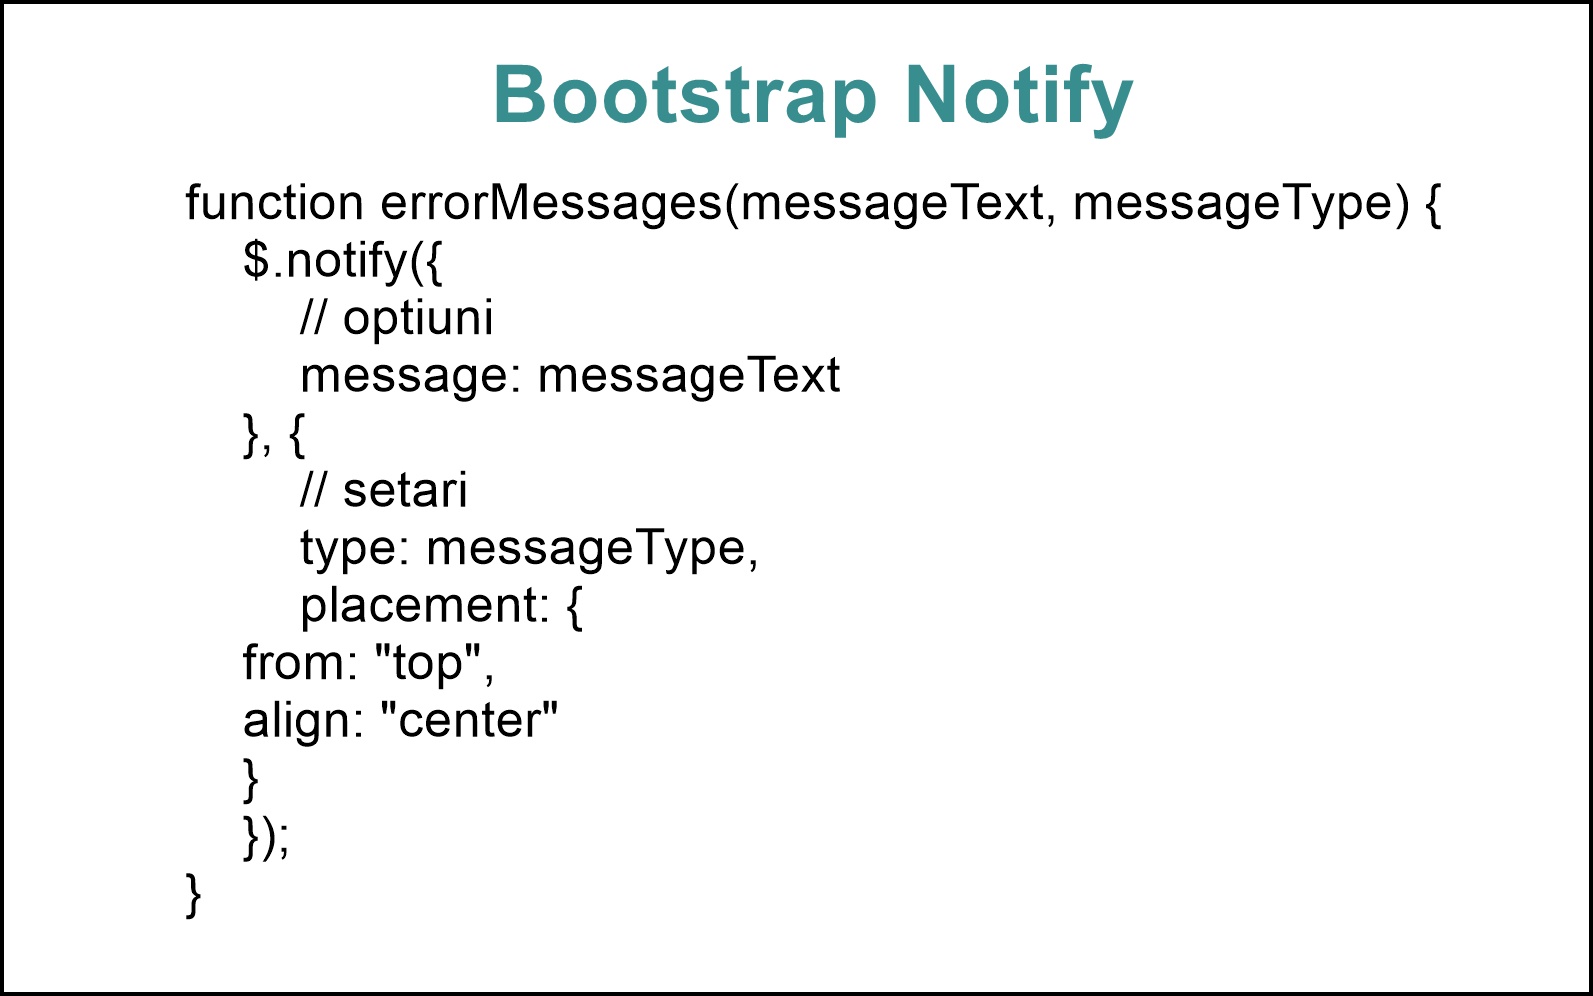 Bootstrap Notify
function errorMessages(messageText, messageType) {
$.notify({
// optiuni
message: messageText
}, {
// setari
type: messageType,
placement: {
from: "top",
align: "center"
}
});
}